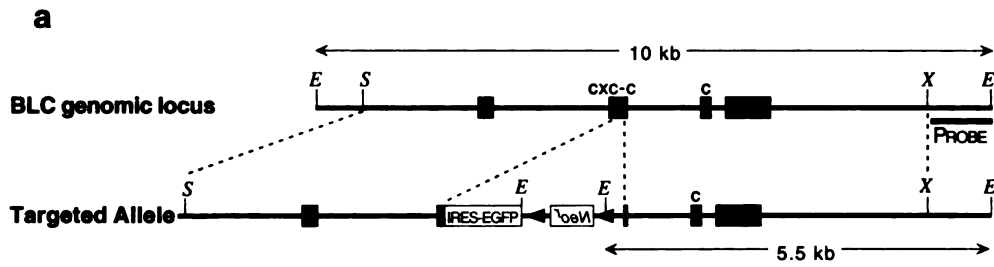 a
10 kb
E S cxc-c c X E
BLC genomic locus
PROBE
S E E c X E
Targeted Allele IRES-EGFP Neoʳ
5.5 kb